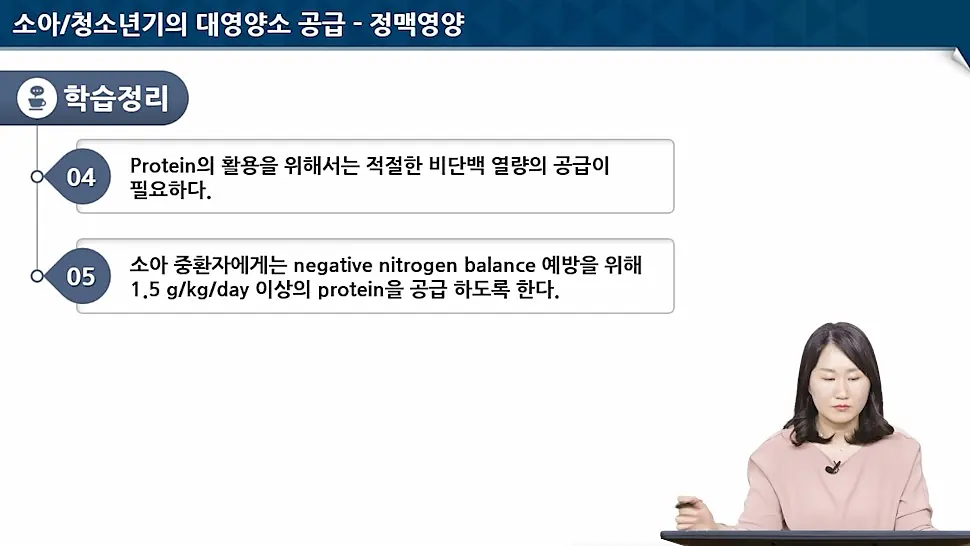 소아/청소년기의 대영양소 공급 - 정맥영양
학습정리
04
Protein의 활용을 위해서는 적절한 비단백 열량의 공급이
필요하다.
05
소아 중환자에게는 negative nitrogen balance 예방을 위해
1.5 g/kg/day 이상의 protein을 공급 하도록 한다.